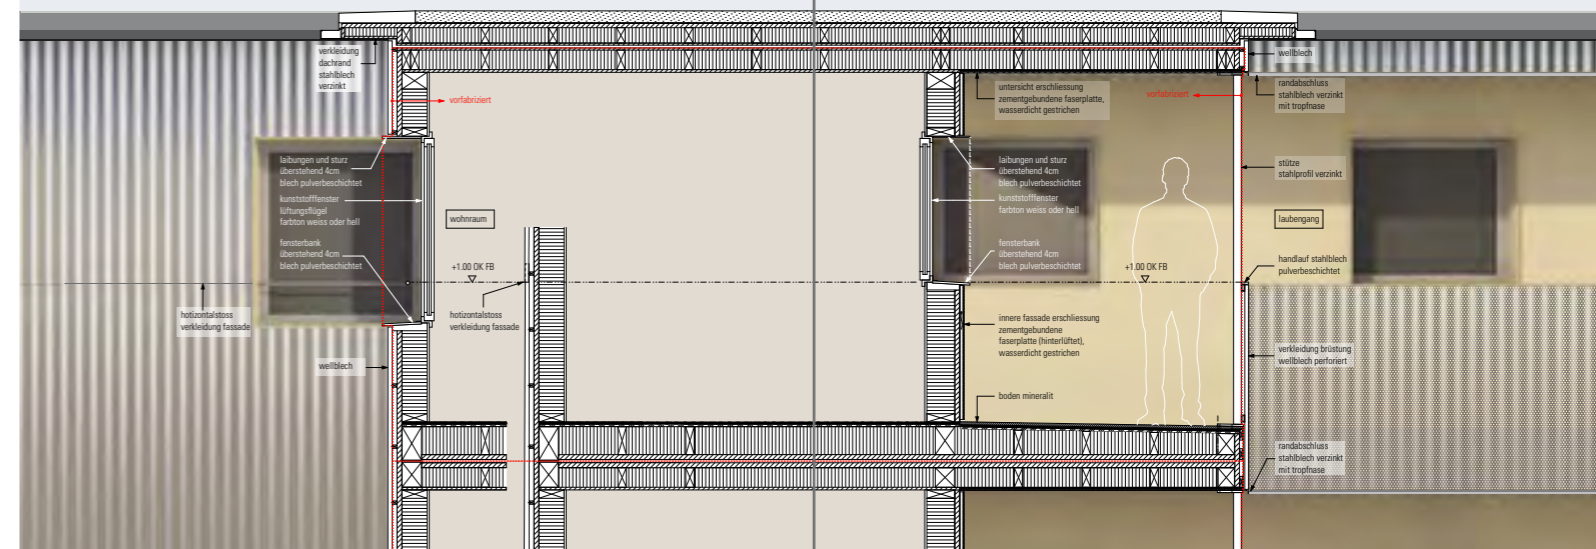 verkleidung
dachrand
stahlblech
verzinkt
vorfabriziert
laibungen und sturz
überstehend 4cm
blech pulverbeschichtet
kunststofffenster
lüftungsflügel
farbton weiss oder hell
fensterbank
überstehend 4cm
blech pulverbeschichtet
hotizontalstoss
verkleidung fassade
wellblech
wohnraum
+1.00 OK FB
hotizontalstoss
verkleidung fassade
untersicht erschliessung
zementgebundene faserplatte,
wasserdicht gestrichen
vorfabriziert
laibungen und sturz
überstehend 4cm
blech pulverbeschichtet
kunststofffenster
farbton weiss oder hell
fensterbank
überstehend 4cm
blech pulverbeschichtet
+1.00 OK FB
innere fassade erschliessung
zementgebundene
faserplatte (hinterlüftet),
wasserdicht gestrichen
boden mineralit
wellblech
randabschluss
stahlblech verzinkt
mit tropfnase
stütze
stahlprofil verzinkt
laubengang
handlauf stahlblech
pulverbeschichtet
verkleidung brüstung
wellblech perforiert
randabschluss
stahlblech verzinkt
mit tropfnase